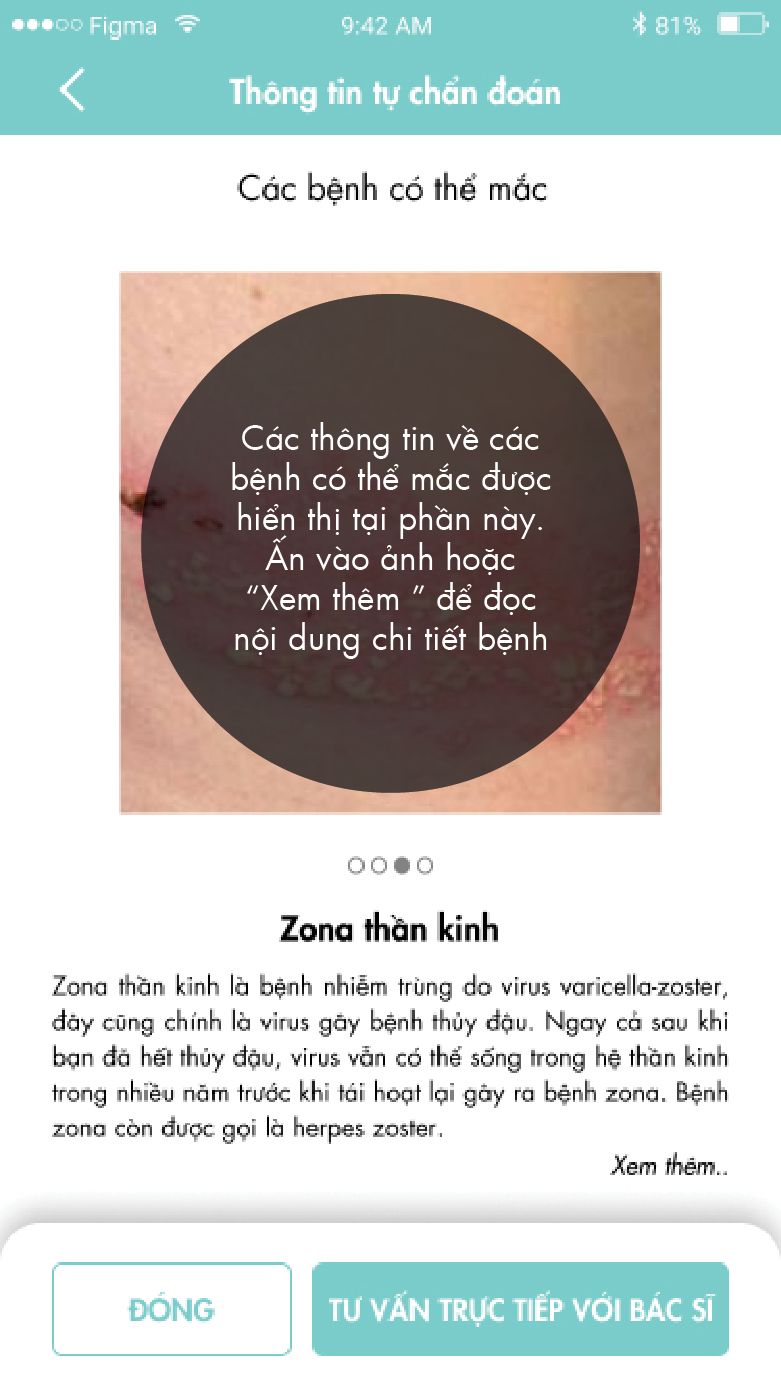 Figma 9:42 AM 81%
Thông tin tự chẩn đoán
Các bệnh có thể mắc
Các thông tin về các
bệnh có thể mắc được
hiển thị tại phần này.
Ấn vào ảnh hoặc
“Xem thêm ” để đọc
nội dung chi tiết bệnh
Zona thần kinh
Zona thần kinh là bệnh nhiễm trùng do virus varicella-zoster,
đây cũng chính là virus gây bệnh thủy đậu. Ngay cả sau khi
bạn đã hết thủy đậu, virus vẫn có thể sống trong hệ thần kinh
trong nhiều năm trước khi tái hoạt lại gây ra bệnh zona. Bệnh
zona còn được gọi là herpes zoster.
Xem thêm..
ĐÓNG
TƯ VẤN TRỰC TIẾP VỚI BÁC SĨ